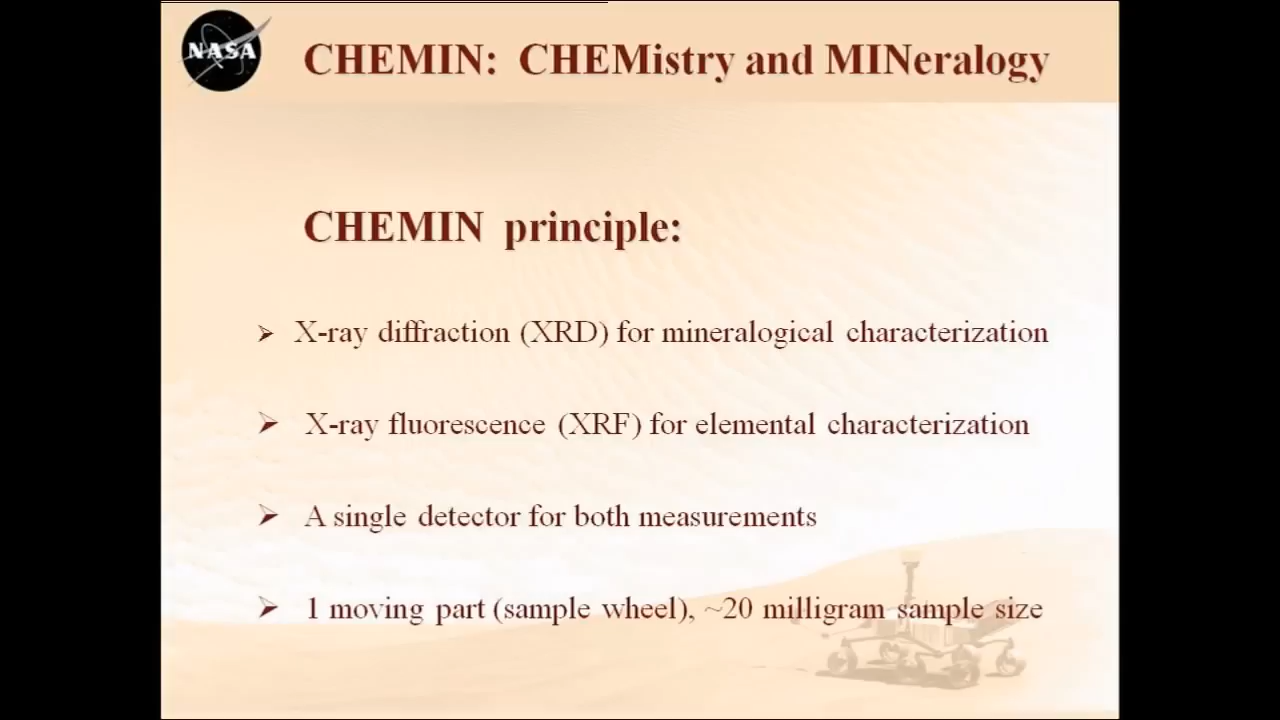 NASA
CHEMIN: CHEMistry and MINeralogy
CHEMIN principle:
➢ X-ray diffraction (XRD) for mineralogical characterization
➢ X-ray fluorescence (XRF) for elemental characterization
➢ A single detector for both measurements
➢ 1 moving part (sample wheel), ~20 milligram sample size